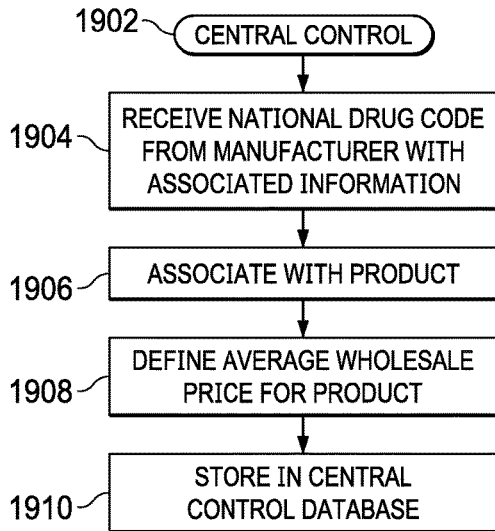 1902
CENTRAL CONTROL
1904
RECEIVE NATIONAL DRUG CODE
FROM MANUFACTURER WITH
ASSOCIATED INFORMATION
1906
ASSOCIATE WITH PRODUCT
1908
DEFINE AVERAGE WHOLESALE
PRICE FOR PRODUCT
1910
STORE IN CENTRAL
CONTROL DATABASE